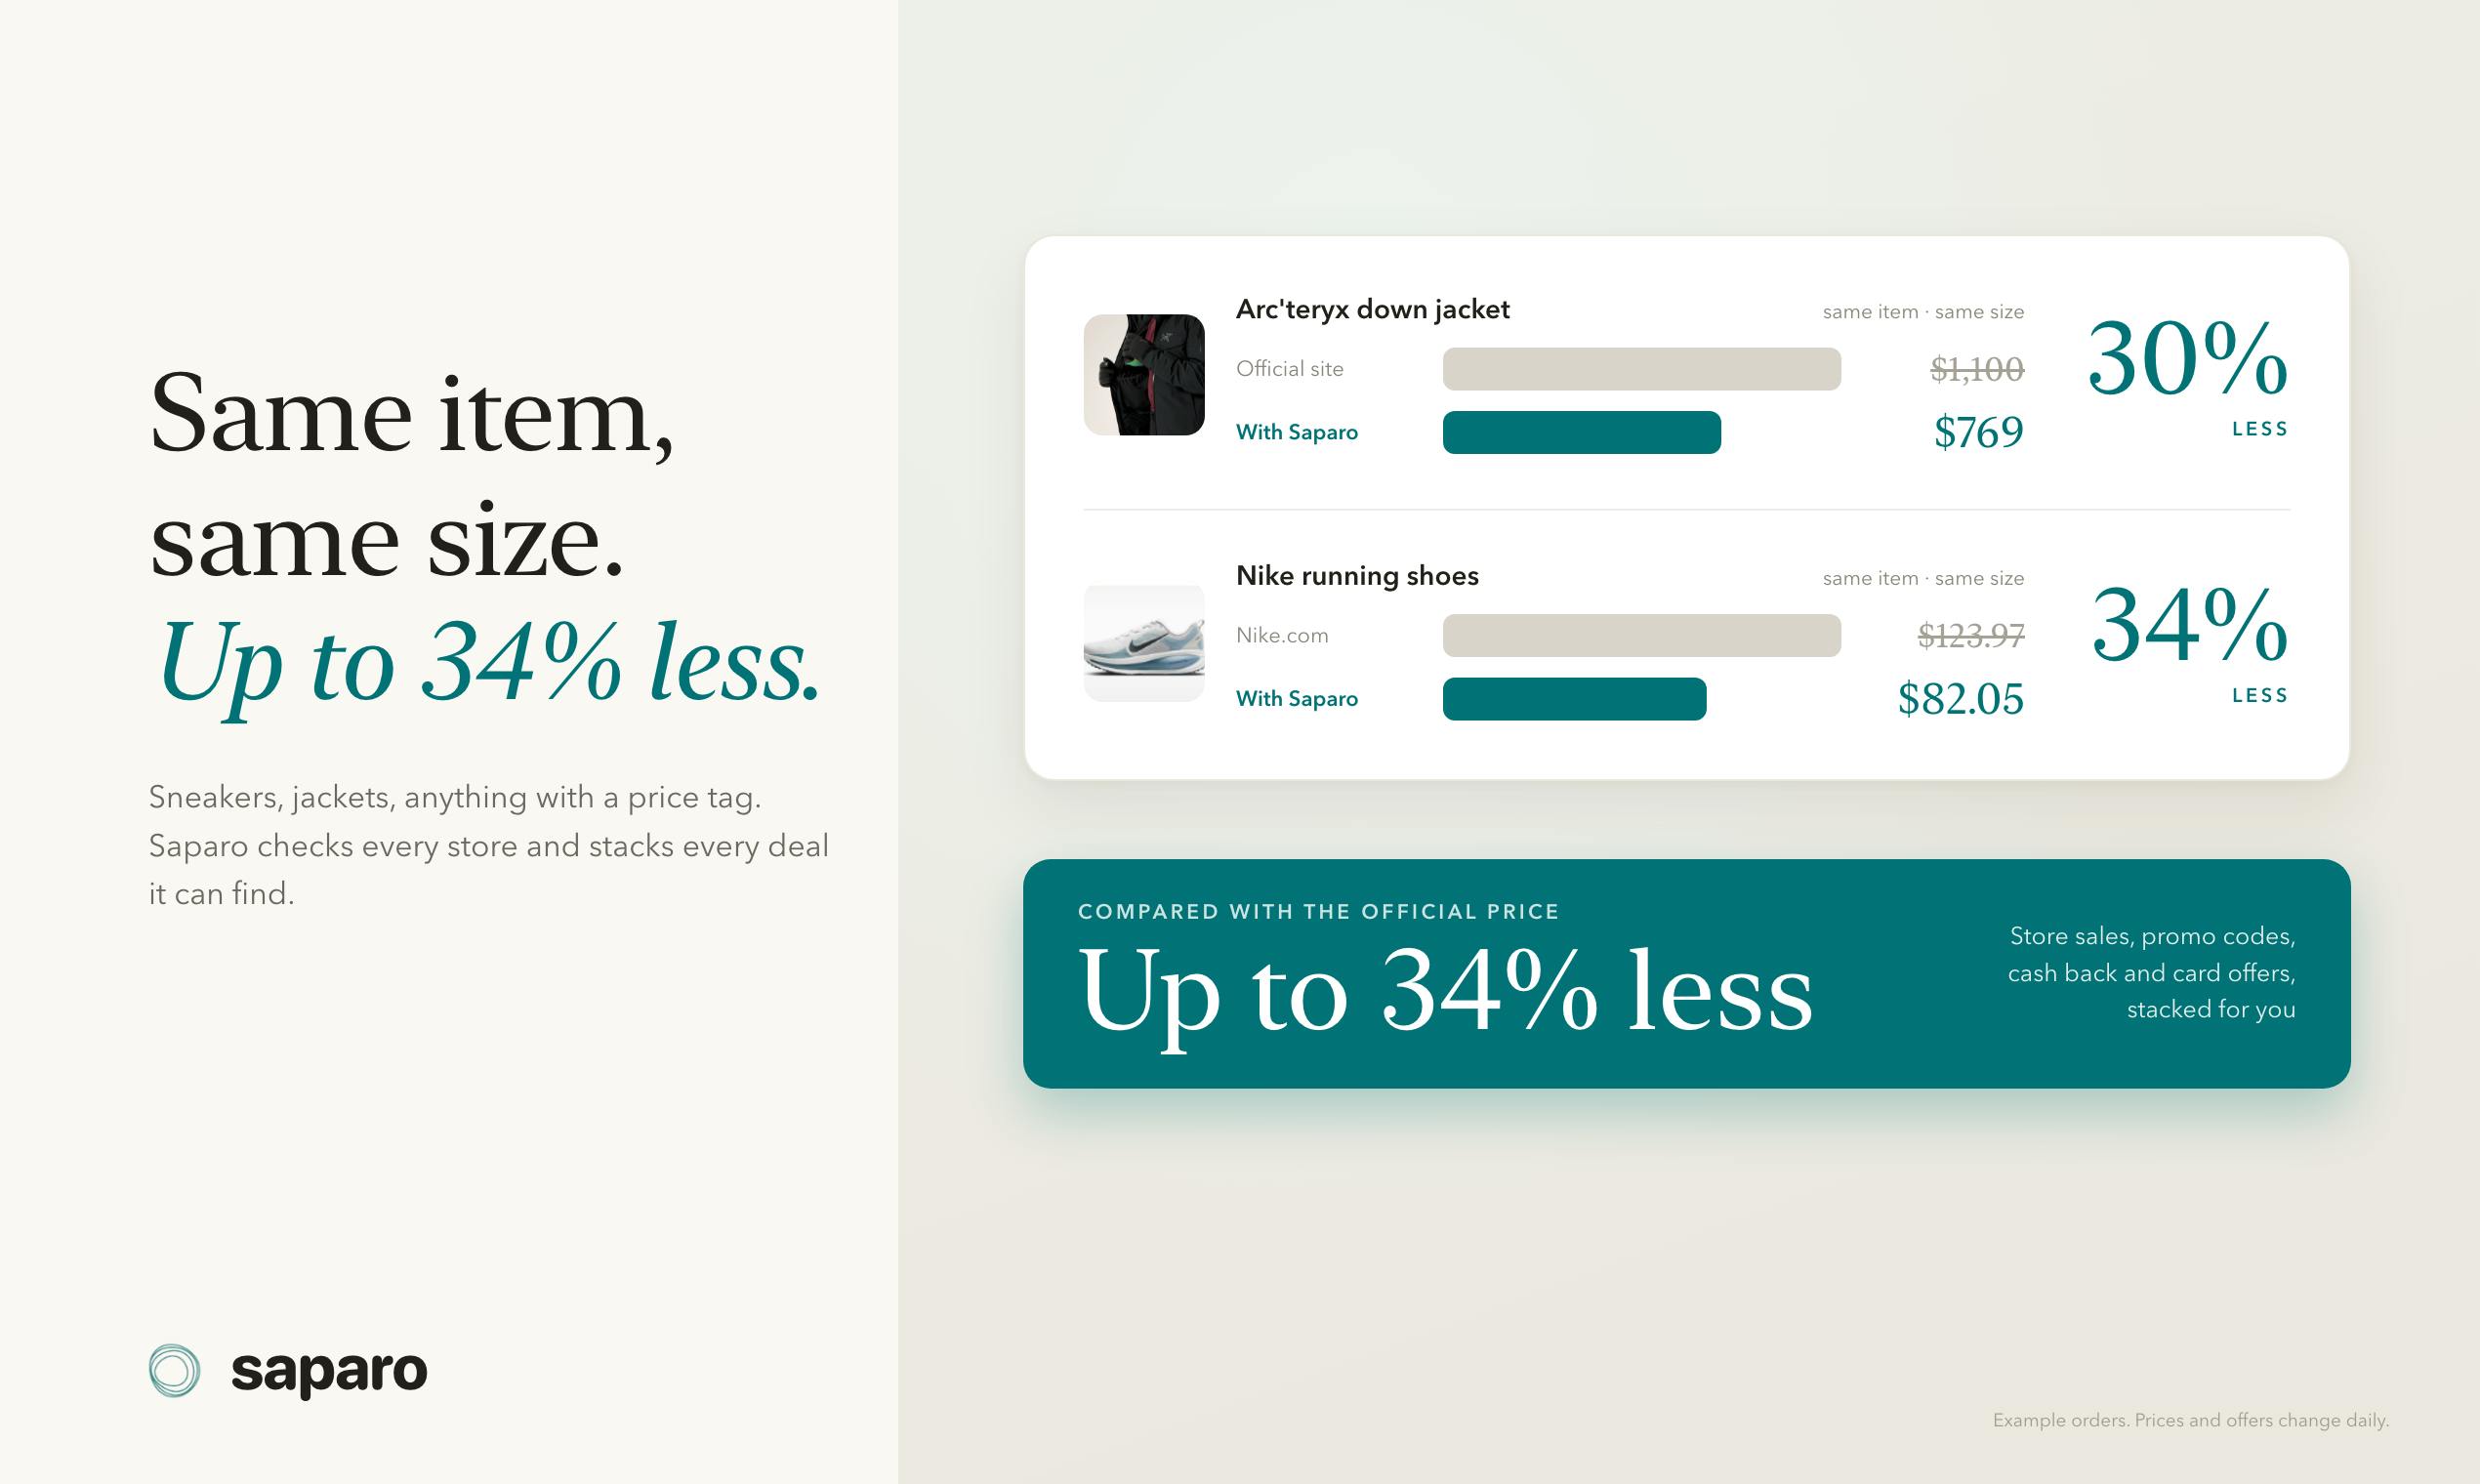 Same item,
same size.
Up to 34% less.
Sneakers, jackets, anything with a price tag.
Saparo checks every store and stacks every deal
it can find.
saparo
Arc'teryx down jacket
same item · same size
Official site
$1,100
With Saparo
$769
30%
LESS
Nike running shoes
same item · same size
Nike.com
$123.97
With Saparo
$82.05
34%
LESS
COMPARED WITH THE OFFICIAL PRICE
Up to 34% less
Store sales, promo codes,
cash back and card offers,
stacked for you
Example orders. Prices and offers change daily.